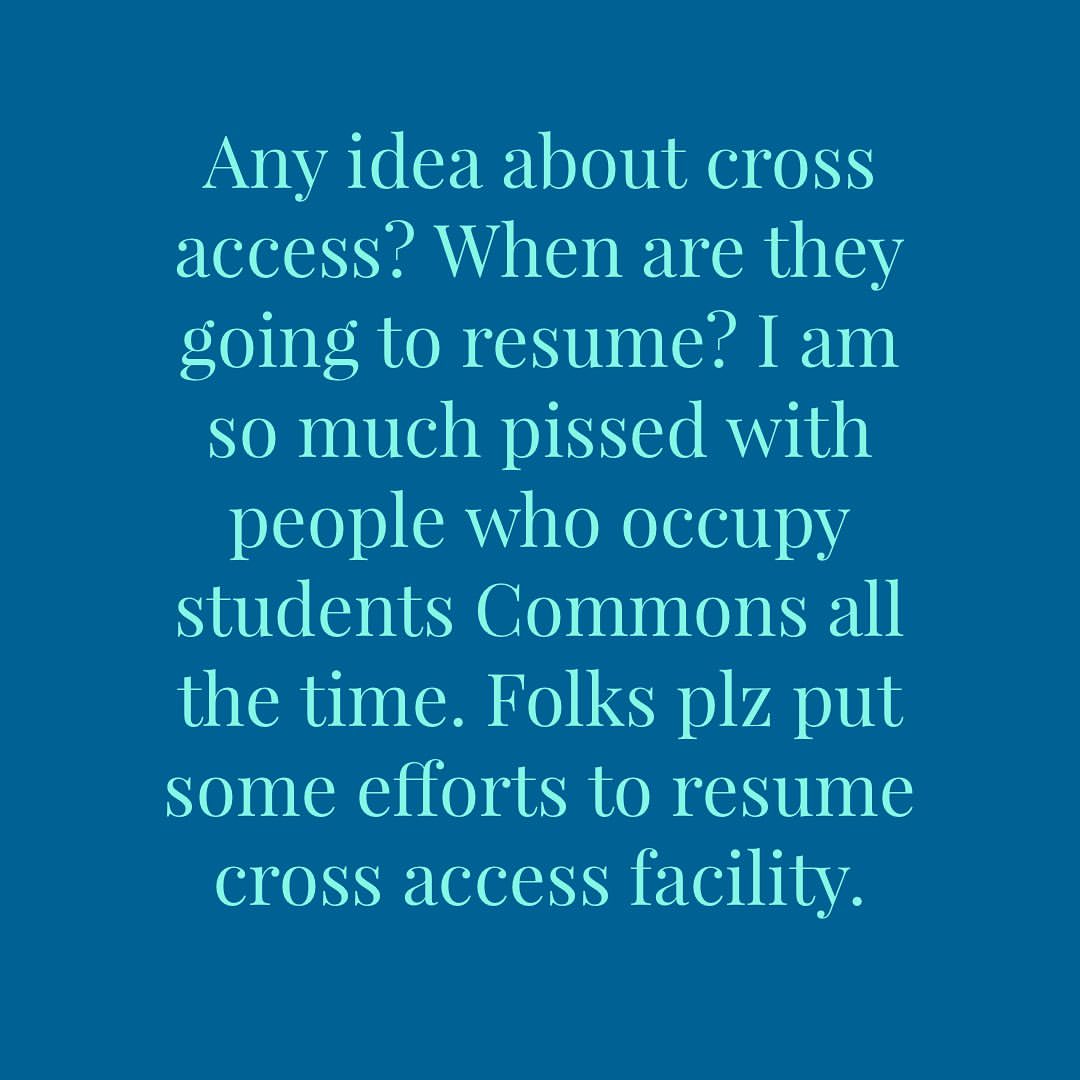 Any idea about cross
access? When are they
going to resume? I am
so much pissed with
people who occupy
students Commons all
the time. Folks plz put
some efforts to resume
cross access facility.